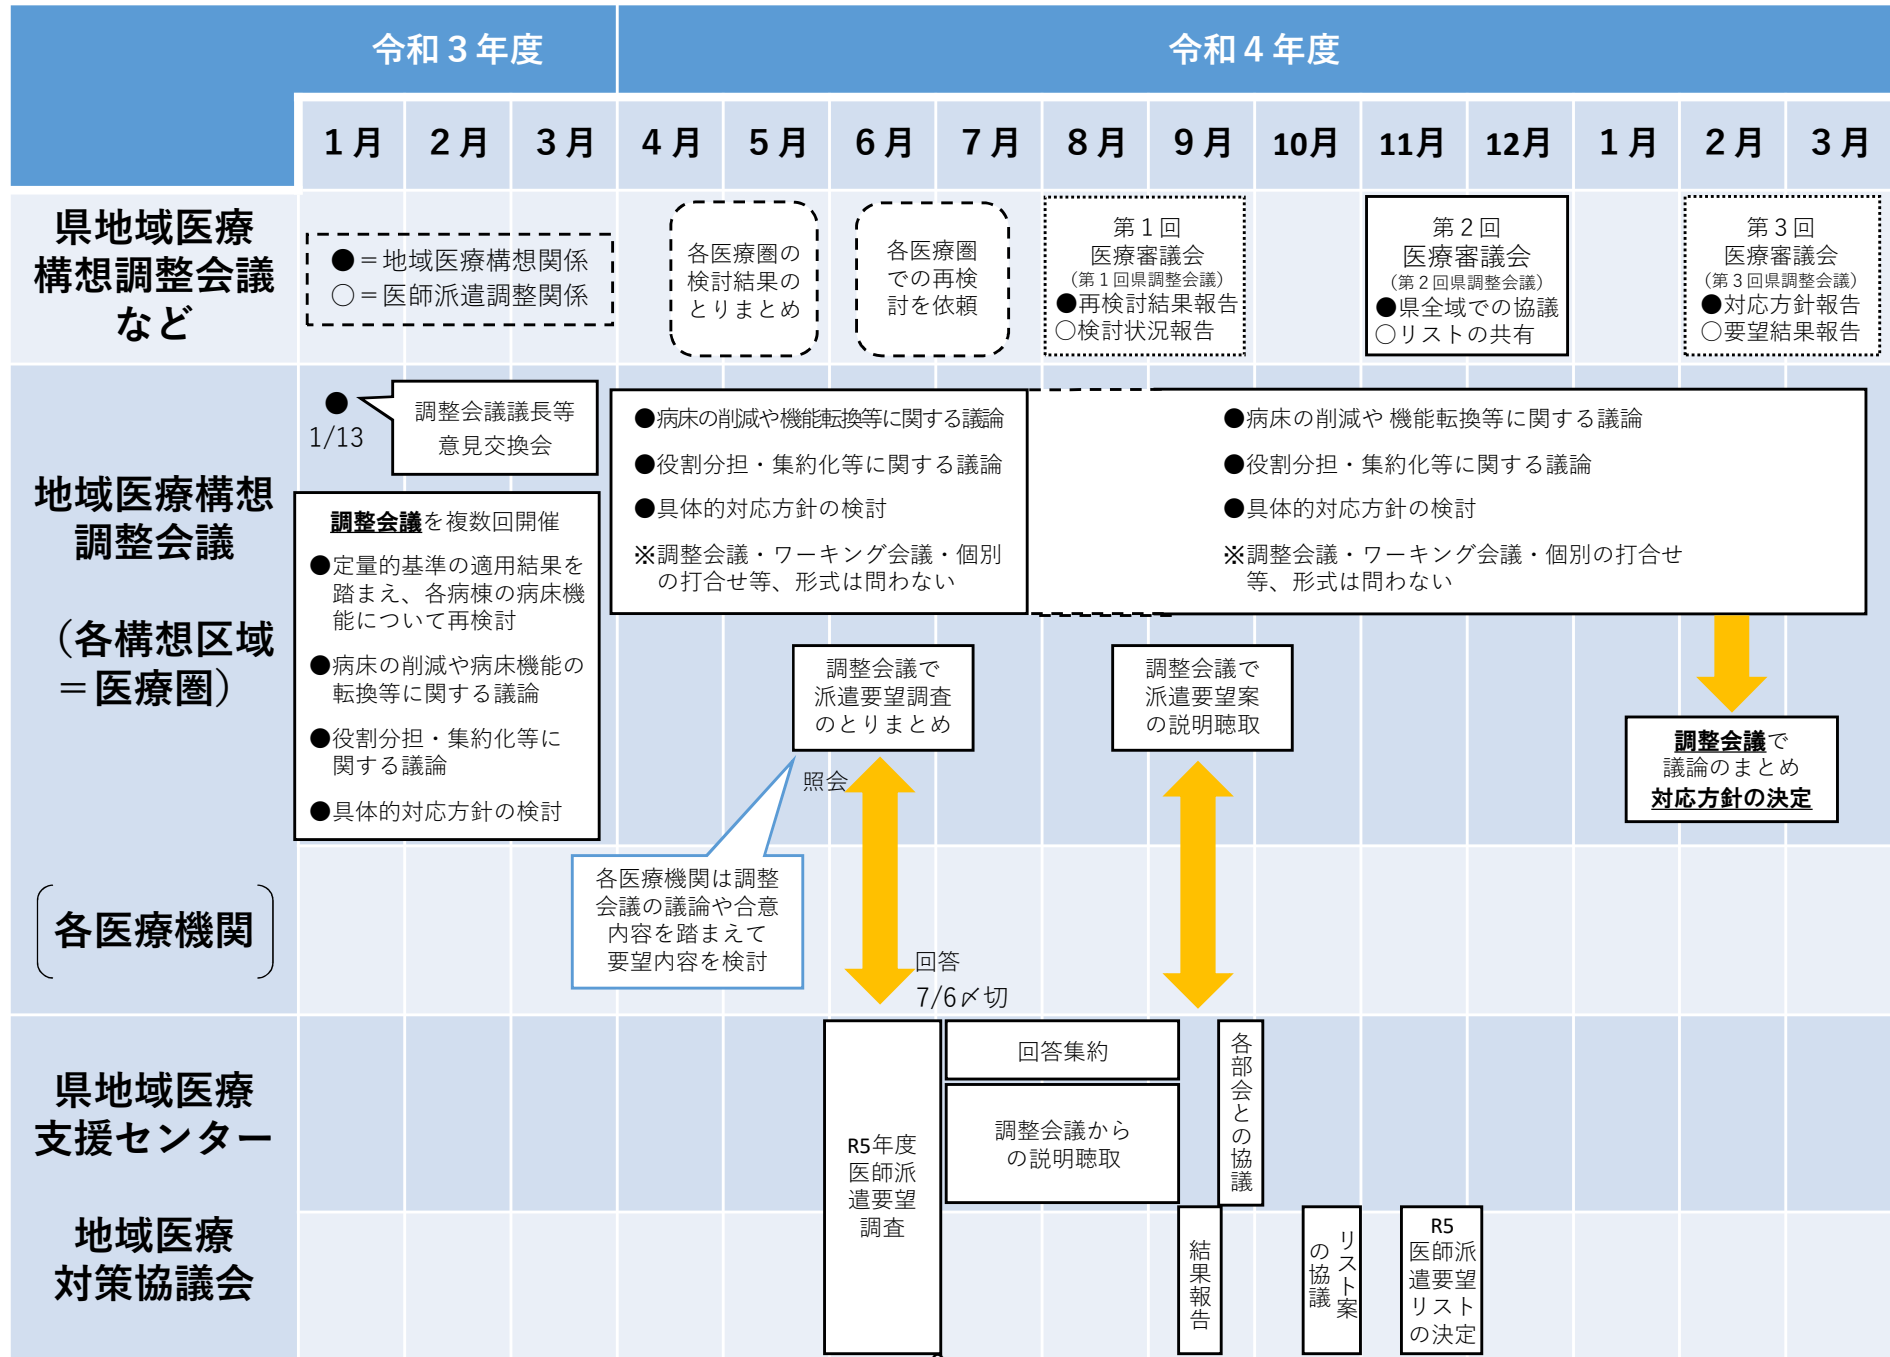 令和３年度
令和４年度
１月
２月
３月
４月
５月
６月
７月
８月
９月
10月
11月
12月
１月
２月
３月
県地域医療
構想調整会議
など
●＝地域医療構想関係
○＝医師派遣調整関係
各医療圏の
検討結果の
とりまとめ
各医療圏
での再検
討を依頼
第１回
医療審議会
(第１回県調整会議)
●再検討結果報告
○検討状況報告
第２回
医療審議会
(第２回県調整会議)
●県全域での協議
○リストの共有
第３回
医療審議会
(第３回県調整会議)
●対応方針報告
○要望結果報告
地域医療構想
調整会議
（各構想区域
＝医療圏）
●
1/13
調整会議議長等
意見交換会
調整会議を複数回開催
●定量的基準の適用結果を
踏まえ、各病棟の病床機
能について再検討
●病床の削減や病床機能の
転換等に関する議論
●役割分担・集約化等に
関する議論
●具体的対応方針の検討
●病床の削減や機能転換等に関する議論
●役割分担・集約化等に関する議論
●具体的対応方針の検討
※調整会議・ワーキング会議・個別
の打合せ等、形式は問わない
●病床の削減や 機能転換等に関する議論
●役割分担・集約化等に関する議論
●具体的対応方針の検討
※調整会議・ワーキング会議・個別の打合せ
等、形式は問わない
調整会議で
派遣要望調査
のとりまとめ
調整会議で
派遣要望案
の説明聴取
調整会議で
議論のまとめ
対応方針の決定
照会
各医療機関は調整
会議の議論や合意
内容を踏まえて
要望内容を検討
各医療機関
回答
7/6〆切
県地域医療
支援センター
R5年度
医師派
遣要望
調査
回答集約
調整会議から
の説明聴取
各部会との協議
地域医療
対策協議会
結果報告
リスト案
の協議
R5
医師派
遣要望
リスト
の決定